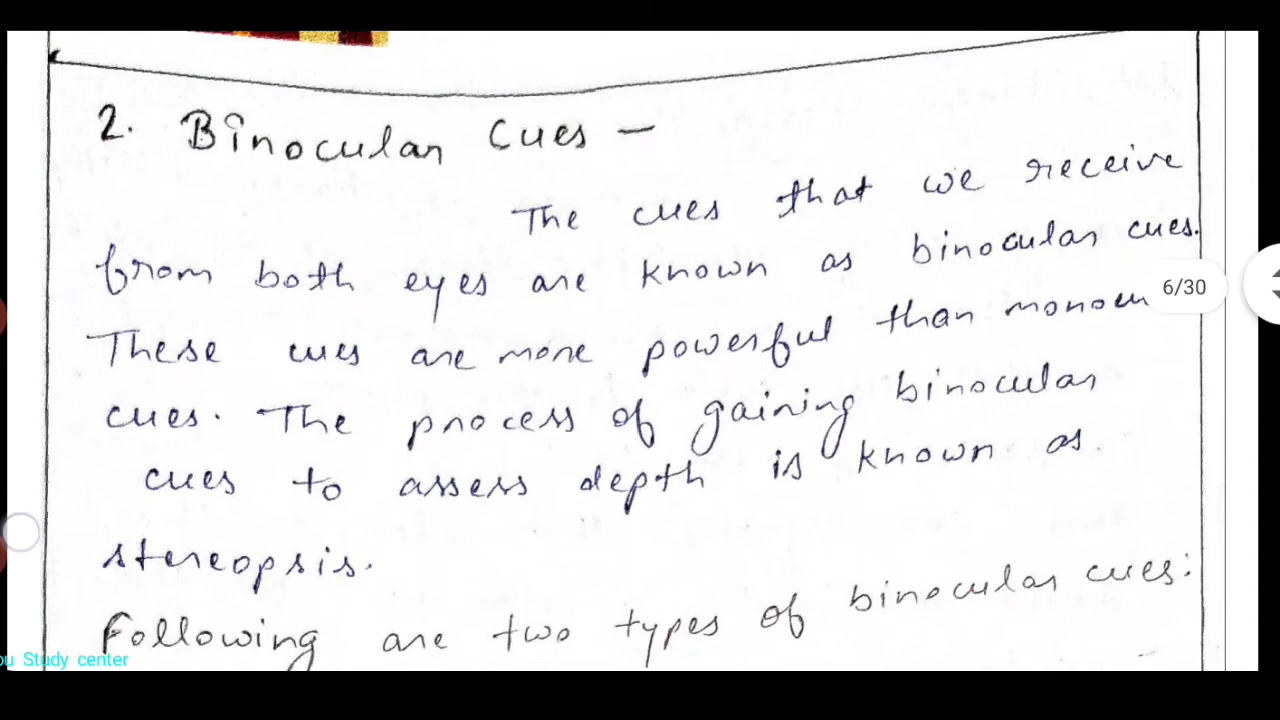 2. Binocular Cues —
The cues that we receive
from both eyes are known as binocular cues.
6/30
These cues are more powerful than monocu
cues. The process of gaining binocular
cues to assess depth is known as
stereopsis.
Following are two types of binocular cues:
ou Study center